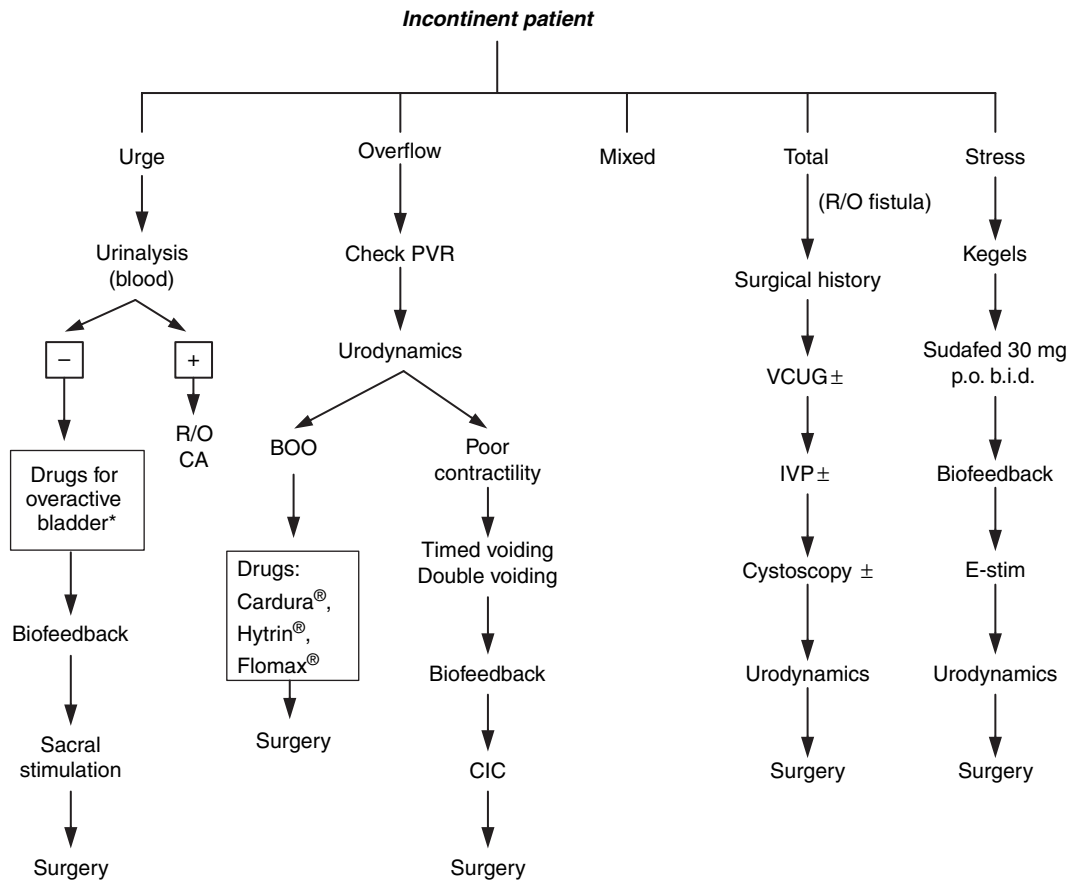 Incontinent patient
Urge
Urinalysis
(blood)
–
+
R/O
CA
Drugs for
overactive
bladder*
Biofeedback
Sacral
stimulation
Surgery
Overflow
Check PVR
Urodynamics
BOO
Drugs:
Cardura®,
Hytrin®,
Flomax®
Surgery
Poor
contractility
Timed voiding
Double voiding
Biofeedback
CIC
Surgery
Mixed
Total
(R/O fistula)
Surgical history
VCUG ±
IVP ±
Cystoscopy ±
Urodynamics
Surgery
Stress
Kegels
Sudafed 30 mg
p.o. b.i.d.
Biofeedback
E-stim
Urodynamics
Surgery